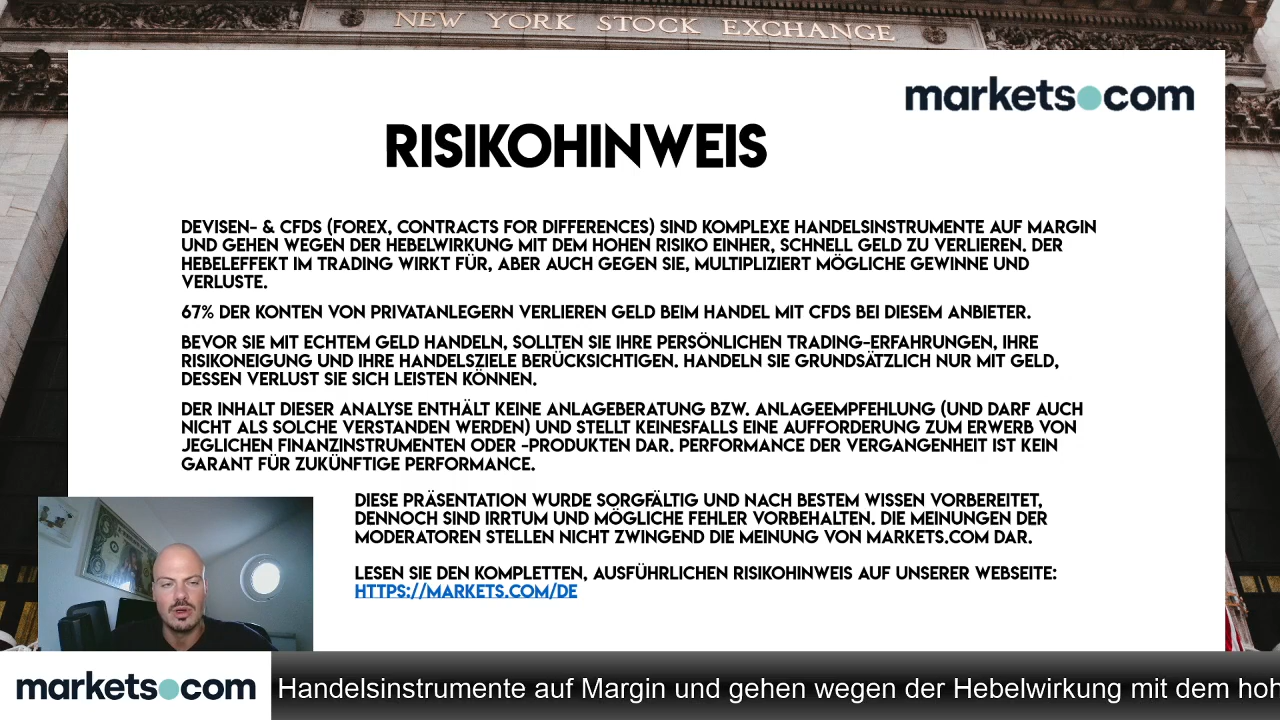 NEW YORK STOCK EXCHANGE
markets.com
RISIKOHINWEIS
DEVISEN- & CFDS (FOREX, CONTRACTS FOR DIFFERENCES) SIND KOMPLEXE HANDELSINSTRUMENTE AUF MARGIN
UND GEHEN WEGEN DER HEBELWIRKUNG MIT DEM HOHEN RISIKO EINHER, SCHNELL GELD ZU VERLIEREN. DER
HEBELEFFEKT IM TRADING WIRKT FÜR, ABER AUCH GEGEN SIE, MULTIPLIZIERT MÖGLICHE GEWINNE UND
VERLUSTE.
67% DER KONTEN VON PRIVATANLEGERN VERLIEREN GELD BEIM HANDEL MIT CFDS BEI DIESEM ANBIETER.
BEVOR SIE MIT ECHTEM GELD HANDELN, SOLLTEN SIE IHRE PERSÖNLICHEN TRADING-ERFAHRUNGEN, IHRE
RISIKONEIGUNG UND IHRE HANDELSZIELE BERÜCKSICHTIGEN. HANDELN SIE GRUNDSÄTZLICH NUR MIT GELD,
DESSEN VERLUST SIE SICH LEISTEN KÖNNEN.
DER INHALT DIESER ANALYSE ENTHÄLT KEINE ANLAGEBERATUNG BZW. ANLAGEEMPFEHLUNG (UND DARF AUCH
NICHT ALS SOLCHE VERSTANDEN WERDEN) UND STELLT KEINESFALLS EINE AUFFORDERUNG ZUM ERWERB VON
JEGLICHEN FINANZINSTRUMENTEN ODER -PRODUKTEN DAR. PERFORMANCE DER VERGANGENHEIT IST KEIN
GARANT FÜR ZUKÜNFTIGE PERFORMANCE.
DIESE PRÄSENTATION WURDE SORGFÄLTIG UND NACH BESTEM WISSEN VORBEREITET,
DENNOCH SIND IRRTUM UND MÖGLICHE FEHLER VORBEHALTEN. DIE MEINUNGEN DER
MODERATOREN STELLEN NICHT ZWINGEND DIE MEINUNG VON MARKETS.COM DAR.
LESEN SIE DEN KOMPLETTEN, AUSFÜHRLICHEN RISIKOHINWEIS AUF UNSERER WEBSEITE:
HTTPS://MARKETS.COM/DE
markets.com
Handelsinstrumente auf Margin und gehen wegen der Hebelwirkung mit dem hoh